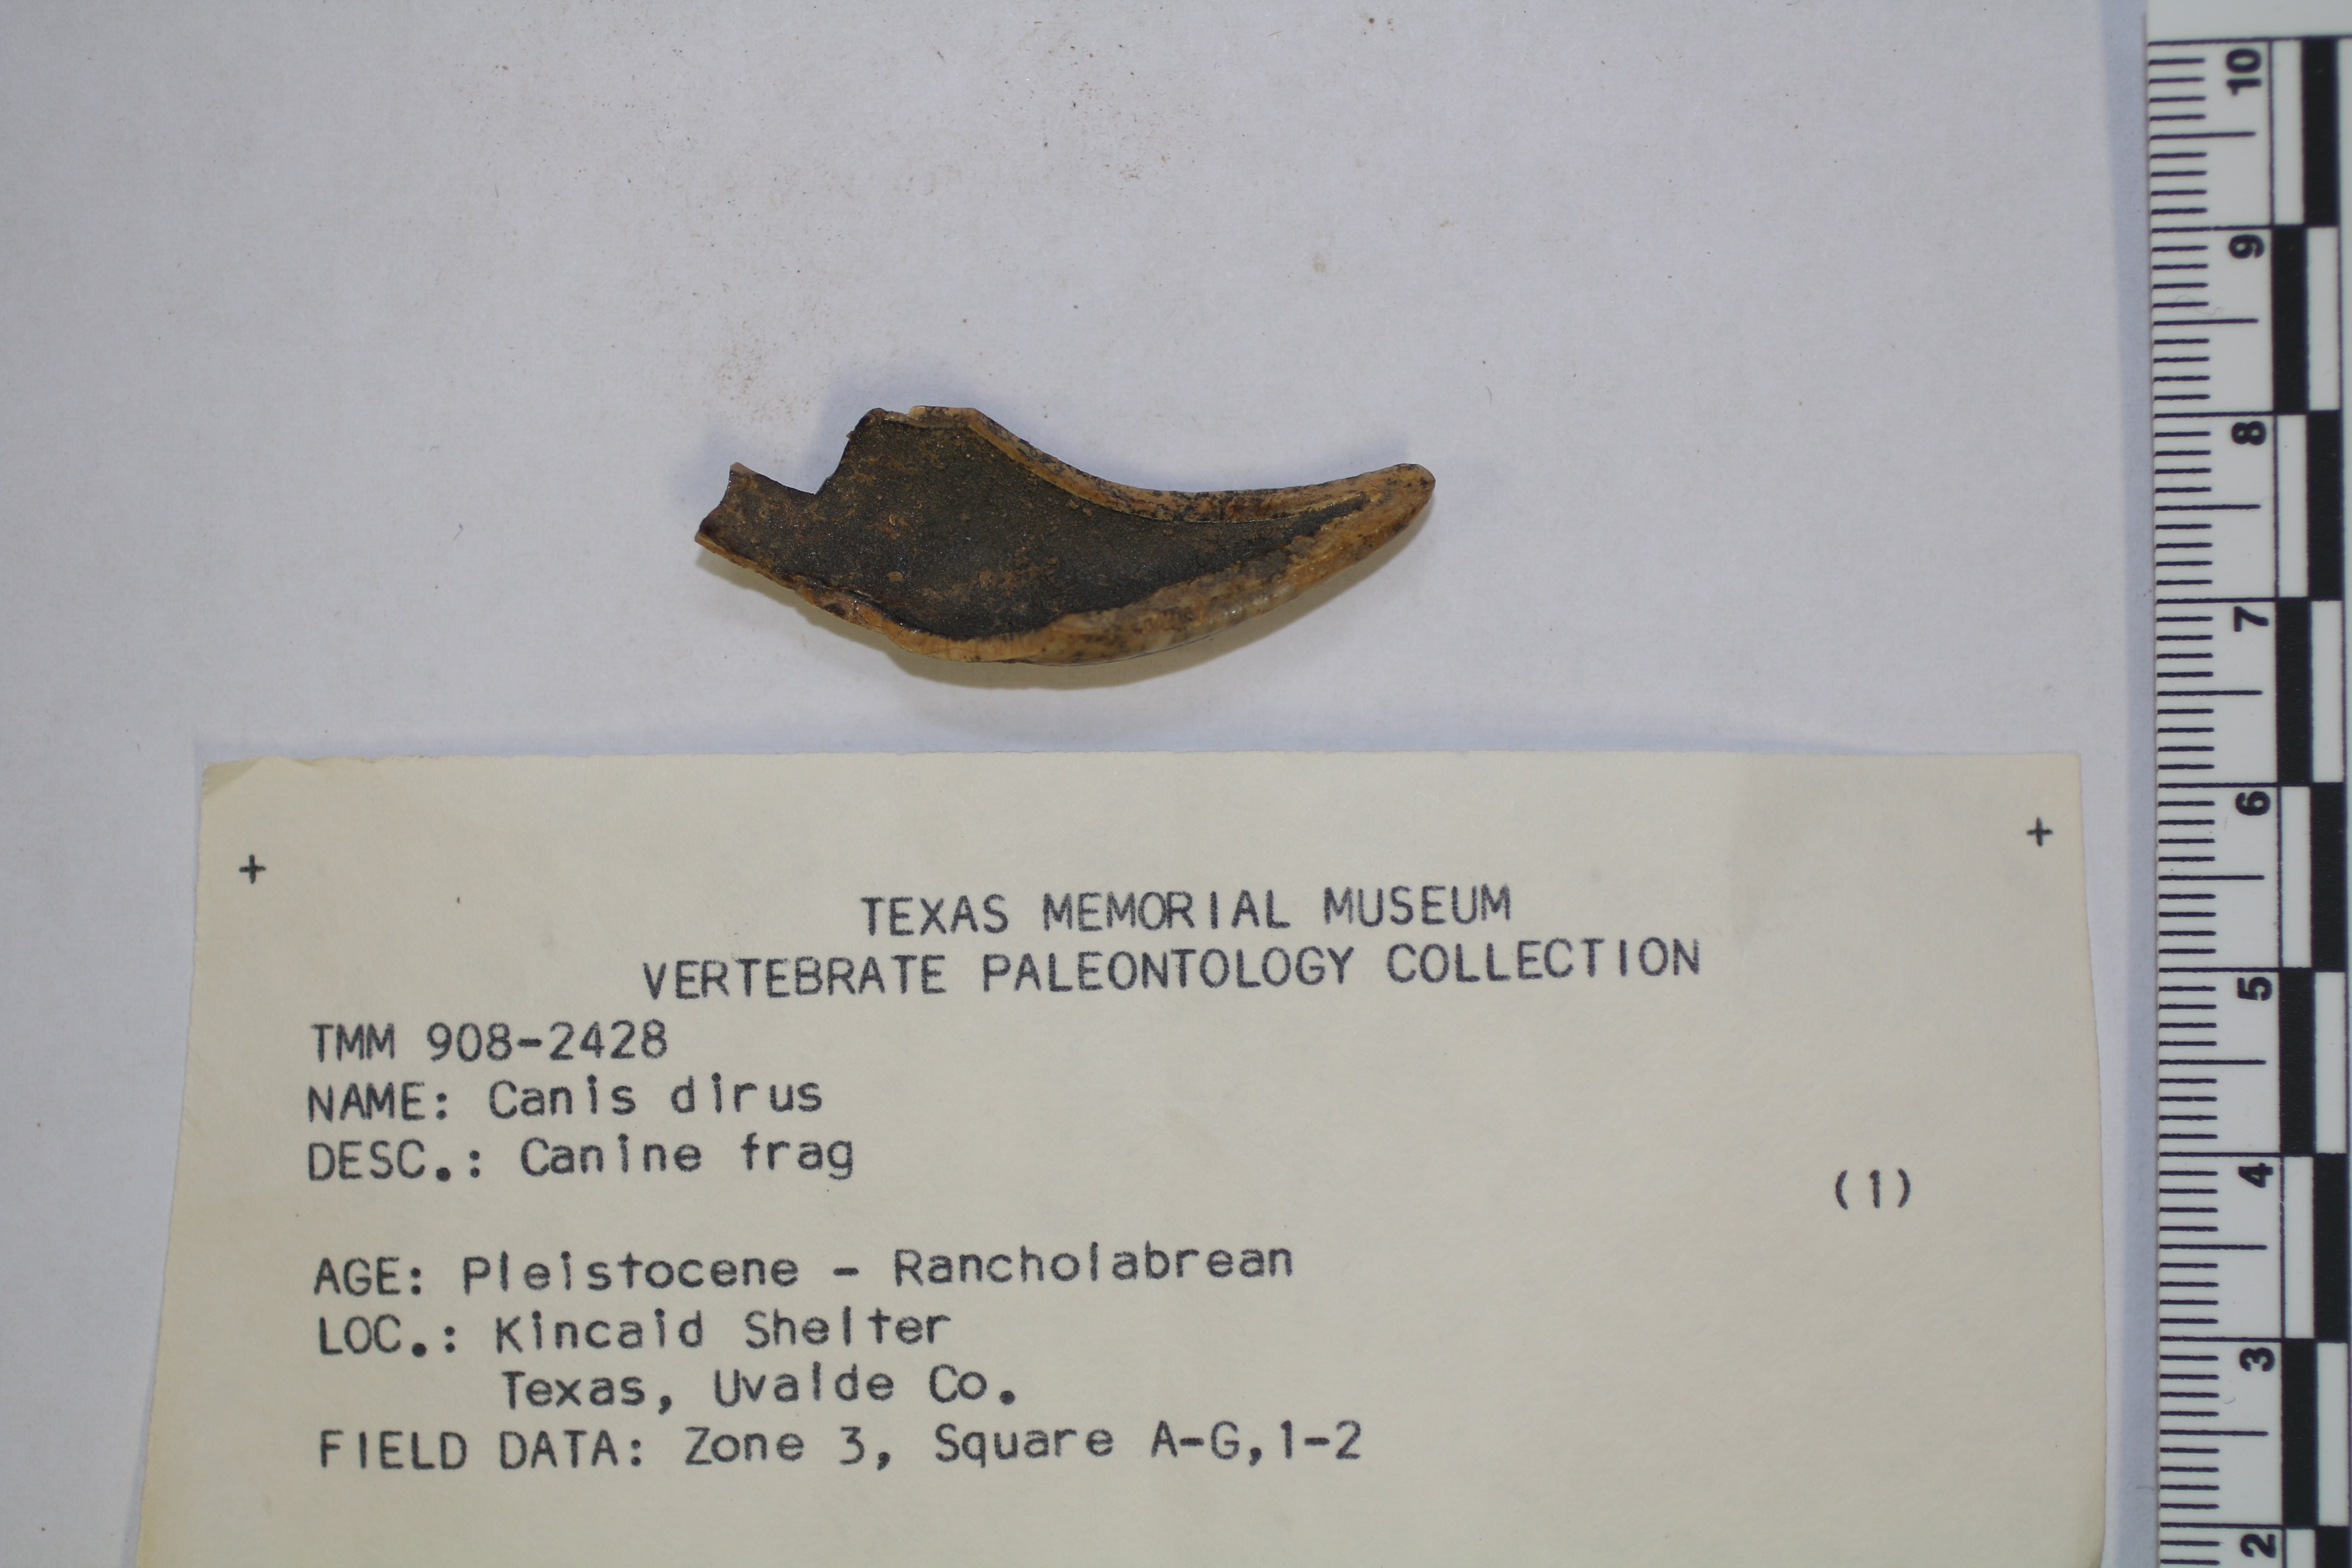 TEXAS MEMORIAL MUSEUM
VERTEBRATE PALEONTOLOGY COLLECTION
TMM 908-2428
NAME: Canis dirus
DESC.: Canine frag
(1)
AGE: Pleistocene - Rancholabrean
LOC.: Kincaid Shelter
Texas, Uvalde Co.
FIELD DATA: Zone 3, Square A-G,1-2
10
9
8
7
6
5
4
3
2